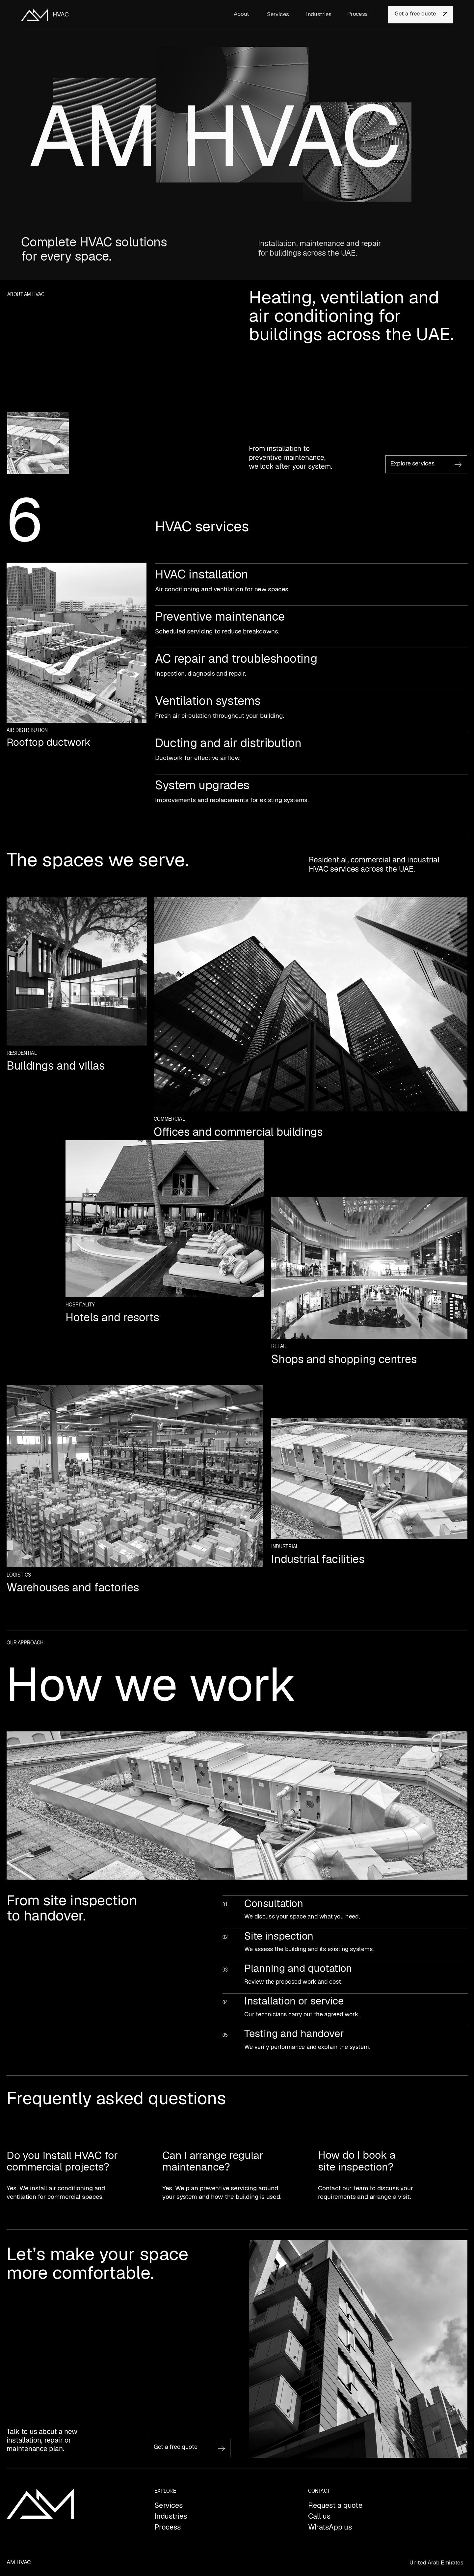 AM HVAC
About
Services
Industries
Process
Get a free quote
AM HVAC
Complete HVAC solutions
for every space.
Installation, maintenance and repair
for buildings across the UAE.
ABOUT AM HVAC
Heating, ventilation and
air conditioning for
buildings across the UAE.
From installation to
preventive maintenance,
we look after your system.
Explore services
6
HVAC services
HVAC installation
Air conditioning and ventilation for new spaces.
Preventive maintenance
Scheduled servicing to reduce breakdowns.
AC repair and troubleshooting
Inspection, diagnosis and repair.
Ventilation systems
Fresh air circulation throughout your building.
Ducting and air distribution
Ductwork for effective airflow.
System upgrades
Improvements and replacements for existing systems.
AIR DISTRIBUTION
Rooftop ductwork
The spaces we serve.
Residential, commercial and industrial
HVAC services across the UAE.
RESIDENTIAL
Buildings and villas
COMMERCIAL
Offices and commercial buildings
HOSPITALITY
Hotels and resorts
RETAIL
Shops and shopping centres
LOGISTICS
Warehouses and factories
INDUSTRIAL
Industrial facilities
OUR APPROACH
How we work
From site inspection
to handover.
01
Consultation
We discuss your space and what you need.
02
Site inspection
We assess the building and its existing systems.
03
Planning and quotation
Review the proposed work and cost.
04
Installation or service
Our technicians carry out the agreed work.
05
Testing and handover
We verify performance and explain the system.
Frequently asked questions
Do you install HVAC for
commercial projects?
Yes. We install air conditioning and
ventilation for commercial spaces.
Can I arrange regular
maintenance?
Yes. We plan preventive servicing around
your system and how the building is used.
How do I book a
site inspection?
Contact our team to discuss your
requirements and arrange a visit.
Let’s make your space
more comfortable.
Talk to us about a new
installation, repair or
maintenance plan.
Get a free quote
AM
EXPLORE
Services
Industries
Process
CONTACT
Request a quote
Call us
WhatsApp us
AM HVAC
United Arab Emirates